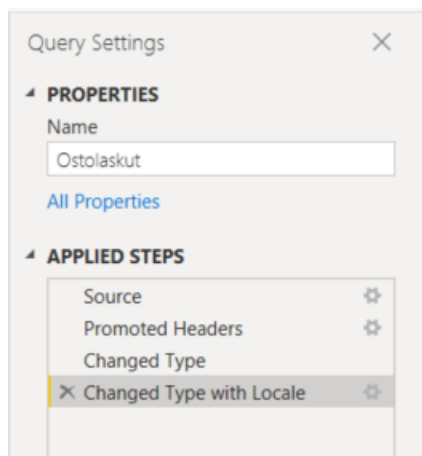 Query Settings
PROPERTIES
Name
Ostolaskut
All Properties
APPLIED STEPS
Source
Promoted Headers
Changed Type
Changed Type with Locale